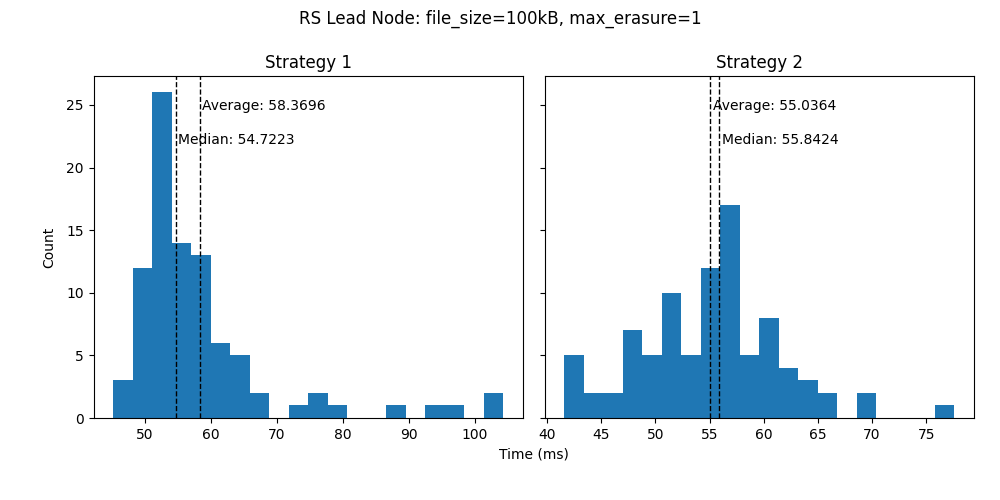 RS Lead Node: file_size=100kB, max_erasure=1
Strategy 1
Strategy 2
Average: 58.3696
Median: 54.7223
Average: 55.0364
Median: 55.8424
Count
25
20
15
10
5
0
50 60 70 80 90 100
40 45 50 55 60 65 70 75
Time (ms)